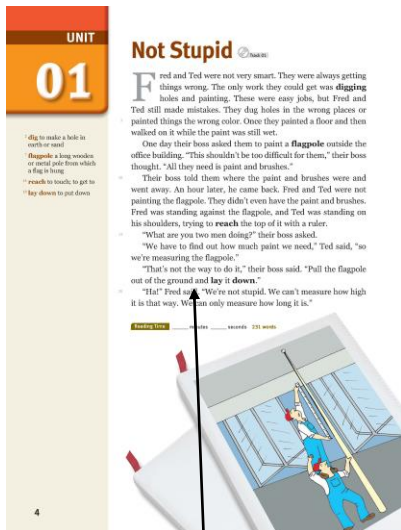 UNIT
01
Not Stupid
Fred and Ted were not very smart. They were always getting
things wrong. The only work they could get was digging
holes and painting. These were easy jobs, but Fred and
Ted still made mistakes. They dug holes in the wrong places or
painted things the wrong color. Once they painted a floor and then
walked on it while the paint was still wet.
One day their boss asked them to paint a flagpole outside the
office building. "This shouldn't be too difficult for them," their boss
thought. "All they need is paint and brushes."
Their boss told them where the paint and brushes were and
went away. An hour later, he came back. Fred and Ted were not
painting the flagpole. They didn't even have the paint and brushes.
Fred was standing against the flagpole, and Ted was standing on
his shoulders, trying to reach the top of it with a ruler.
"What are you two men doing?" their boss asked.
"We have to find out how much paint we need," Ted said, "so
we're measuring the flagpole."
"That's not the way to do it," their boss said. "Pull the flagpole
out of the ground and lay it down."
"Ha!" Fred said. "We're not stupid. We can't measure how high
it is that way. We can only measure how long it is."
dig to make a hole in
earth or sand
flagpole a long wooden
or metal pole from which
a flag is hung
reach to touch; to get to
lay down to put down
Reading Time ____ minutes ____ seconds 231 words
4